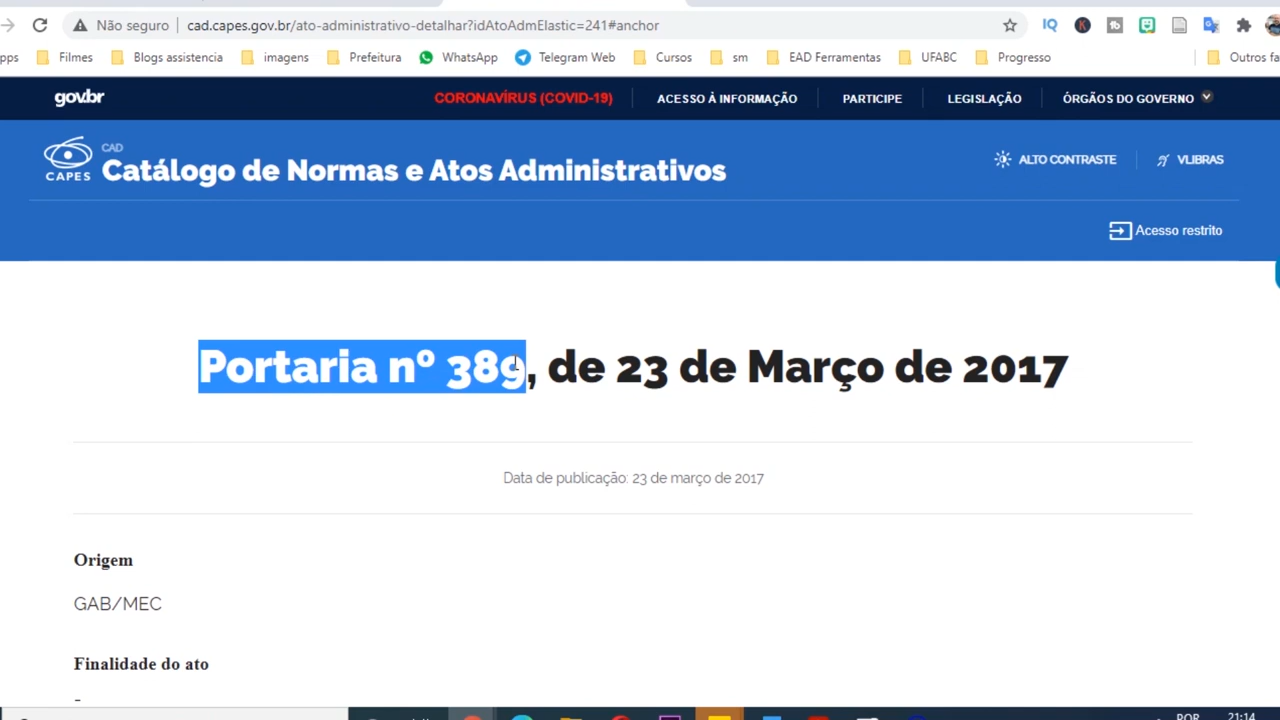 Não seguro cad.capes.gov.br/ato-administrativo-detalhar?idAtoAdmElastic=241#anchor
pps Filmes Blogs assistencia imagens Prefeitura WhatsApp Telegram Web Cursos sm EAD Ferramentas UFABC Progresso Outros fa
gov.br CORONAVÍRUS (COVID-19) ACESSO À INFORMAÇÃO PARTICIPE LEGISLAÇÃO ÓRGÃOS DO GOVERNO
CAPES CAD
Catálogo de Normas e Atos Administrativos
ALTO CONTRASTE VLIBRAS
Acesso restrito
Portaria nº 389, de 23 de Março de 2017
Data de publicação: 23 de março de 2017
Origem
GAB/MEC
Finalidade do ato
-
POR 21:14